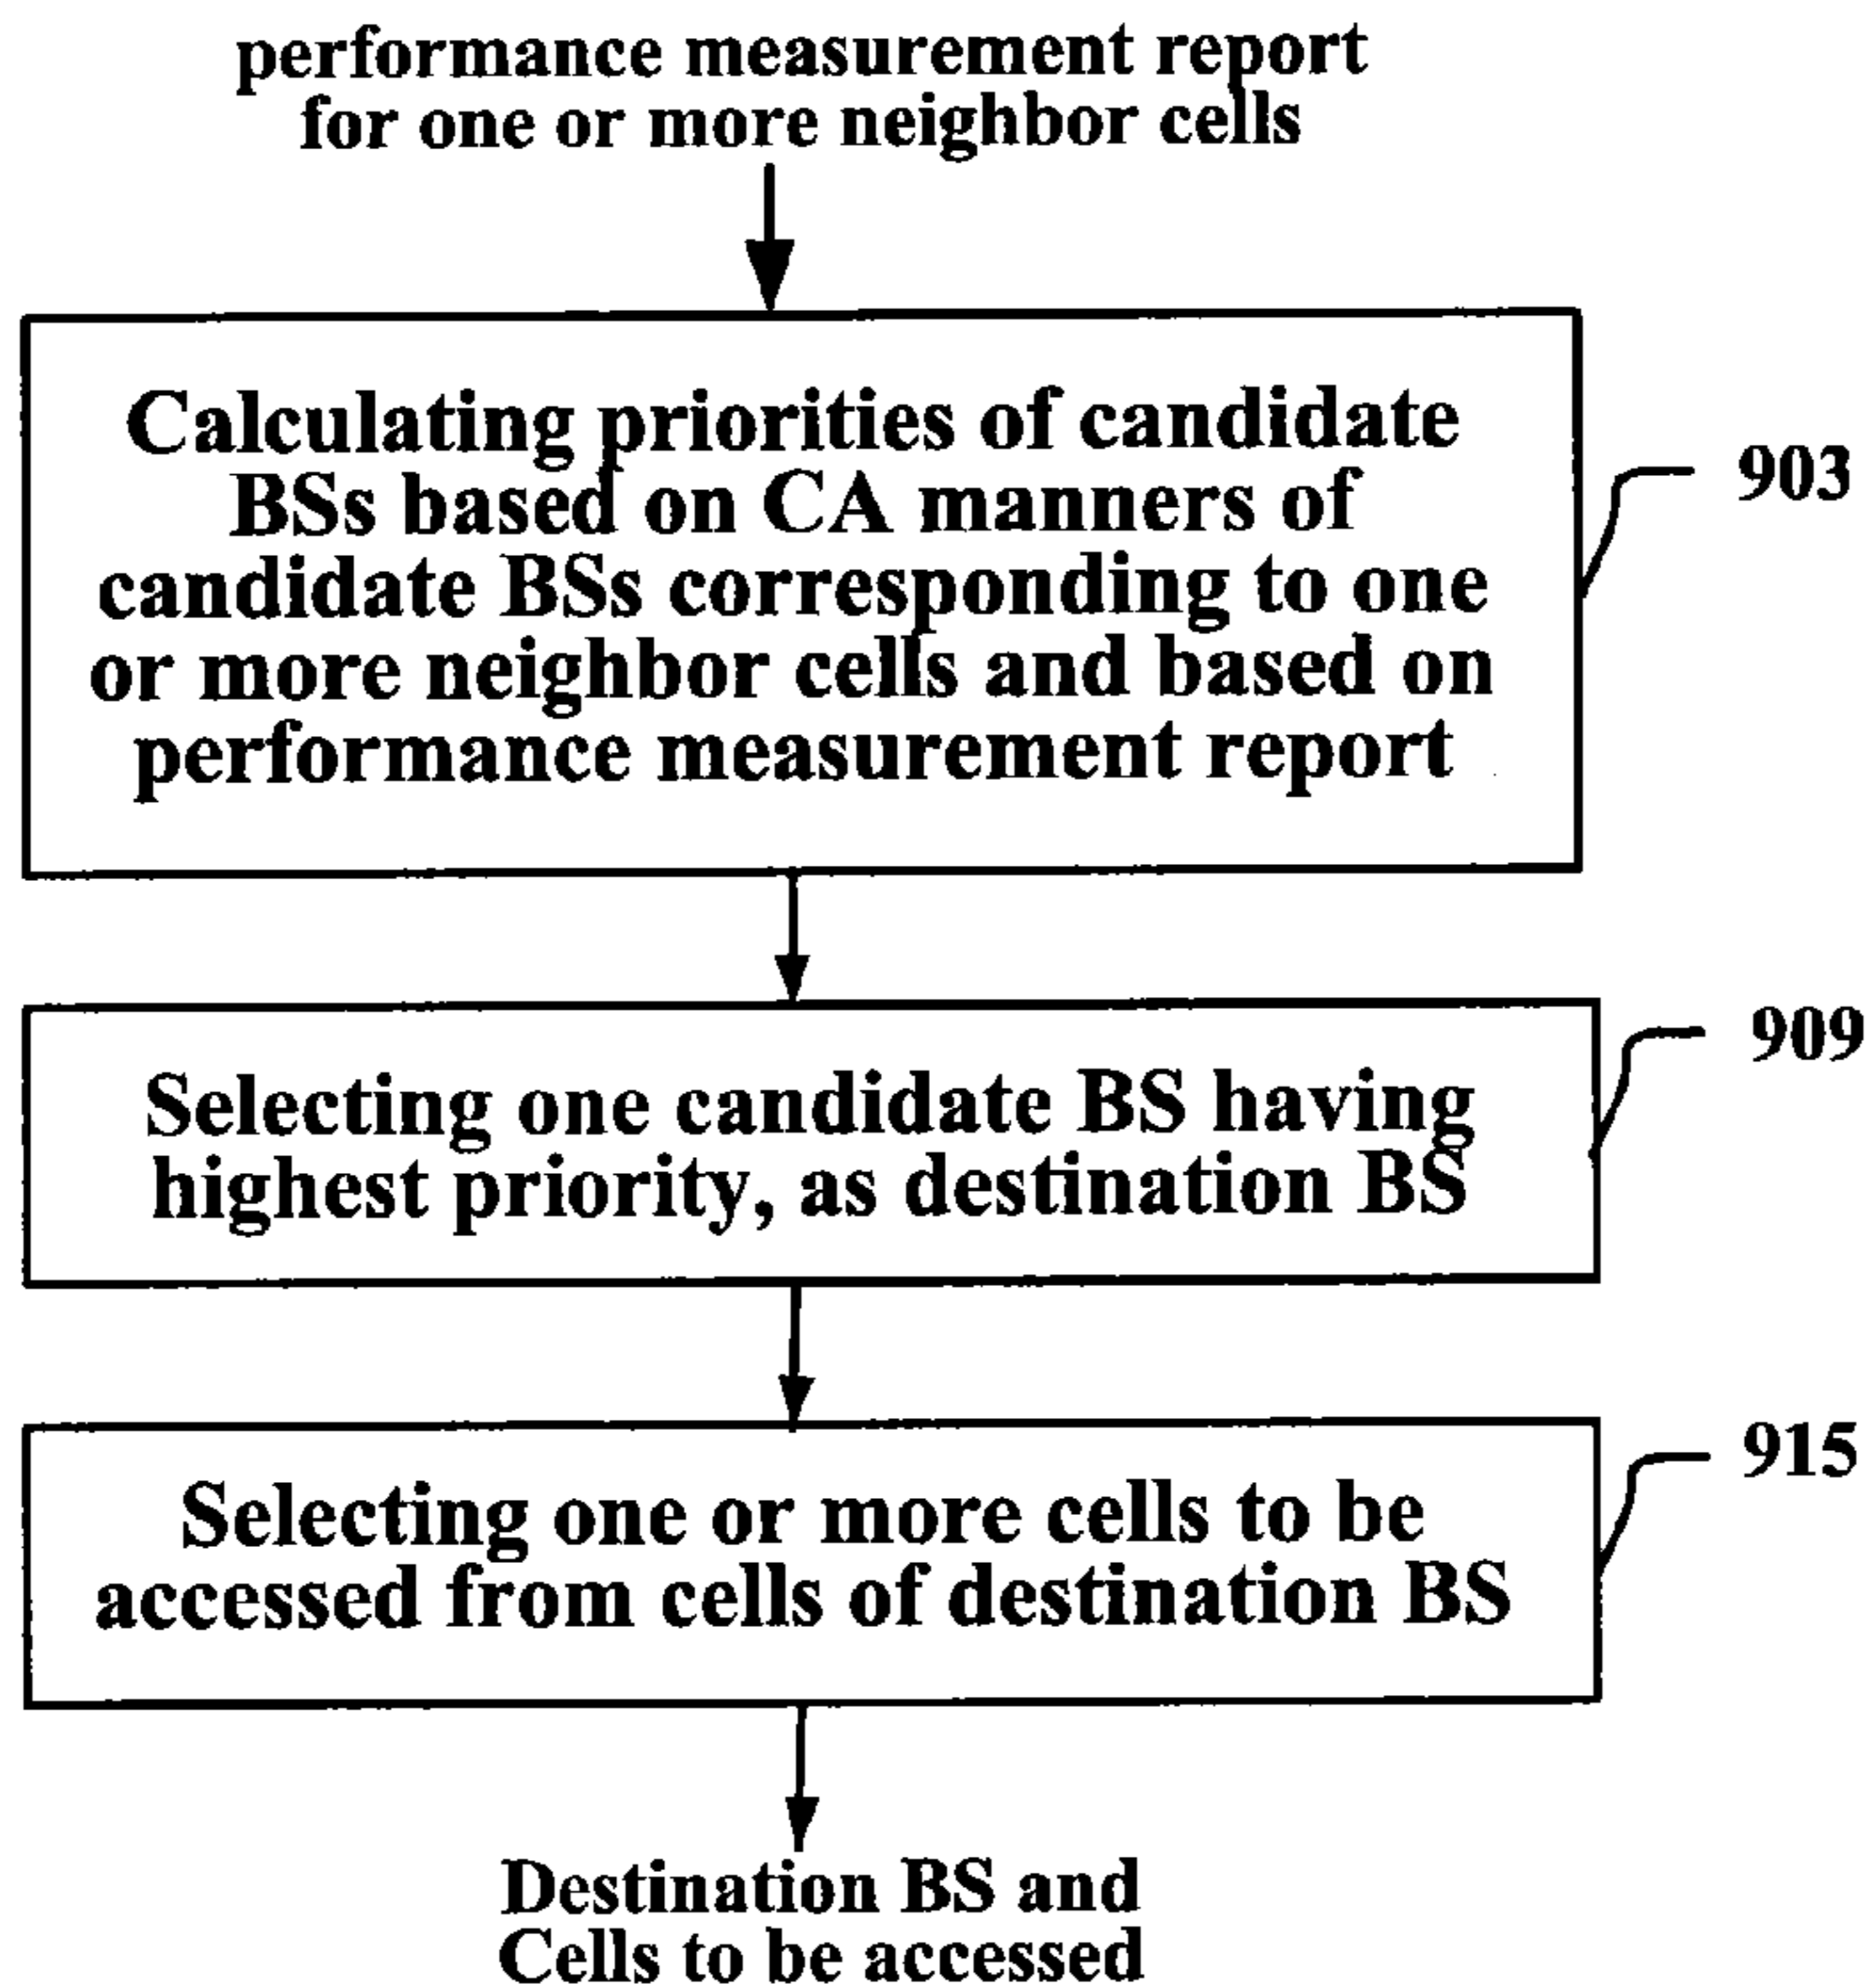 performance measurement report
for one or more neighbor cells
Calculating priorities of candidate
BSs based on CA manners of
candidate BSs corresponding to one
or more neighbor cells and based on
performance measurement report
903
Selecting one candidate BS having
highest priority, as destination BS
909
Selecting one or more cells to be
accessed from cells of destination BS
915
Destination BS and
Cells to be accessed